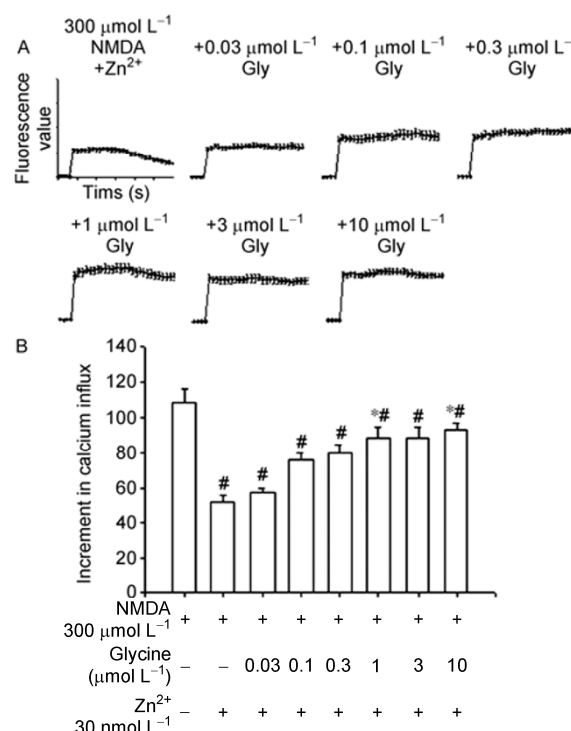 A
300 μmol L⁻¹
NMDA
+Zn²⁺
+0.03 μmol L⁻¹
Gly
+0.1 μmol L⁻¹
Gly
+0.3 μmol L⁻¹
Gly
Fluorescence
value
Tims (s)
+1 μmol L⁻¹
Gly
+3 μmol L⁻¹
Gly
+10 μmol L⁻¹
Gly
B
Increment in calcium influx
140
120
100
80
60
40
20
0
# # # # *# # *#
NMDA
300 μmol L⁻¹ + + + + + + + +
Glycine
(μmol L⁻¹) – – 0.03 0.1 0.3 1 3 10
Zn²⁺
30 nmol L⁻¹ – + + + + + + +